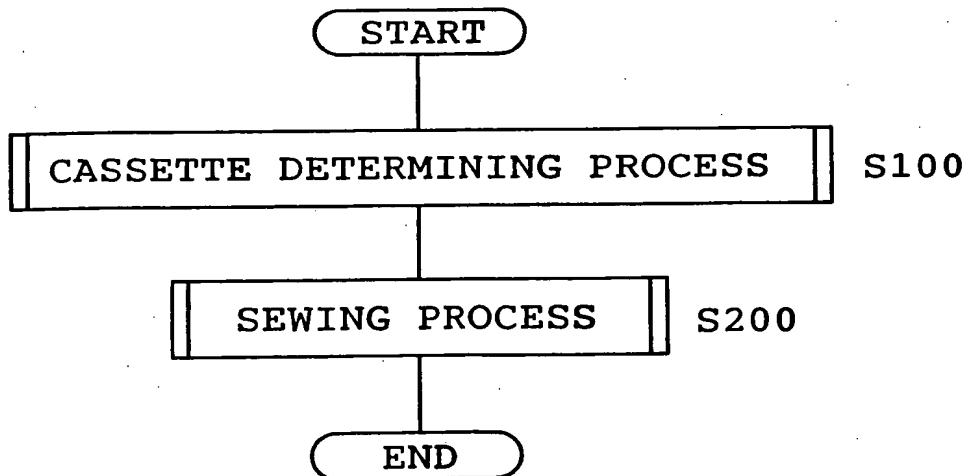 START
CASSETTE DETERMINING PROCESS S100
SEWING PROCESS S200
END